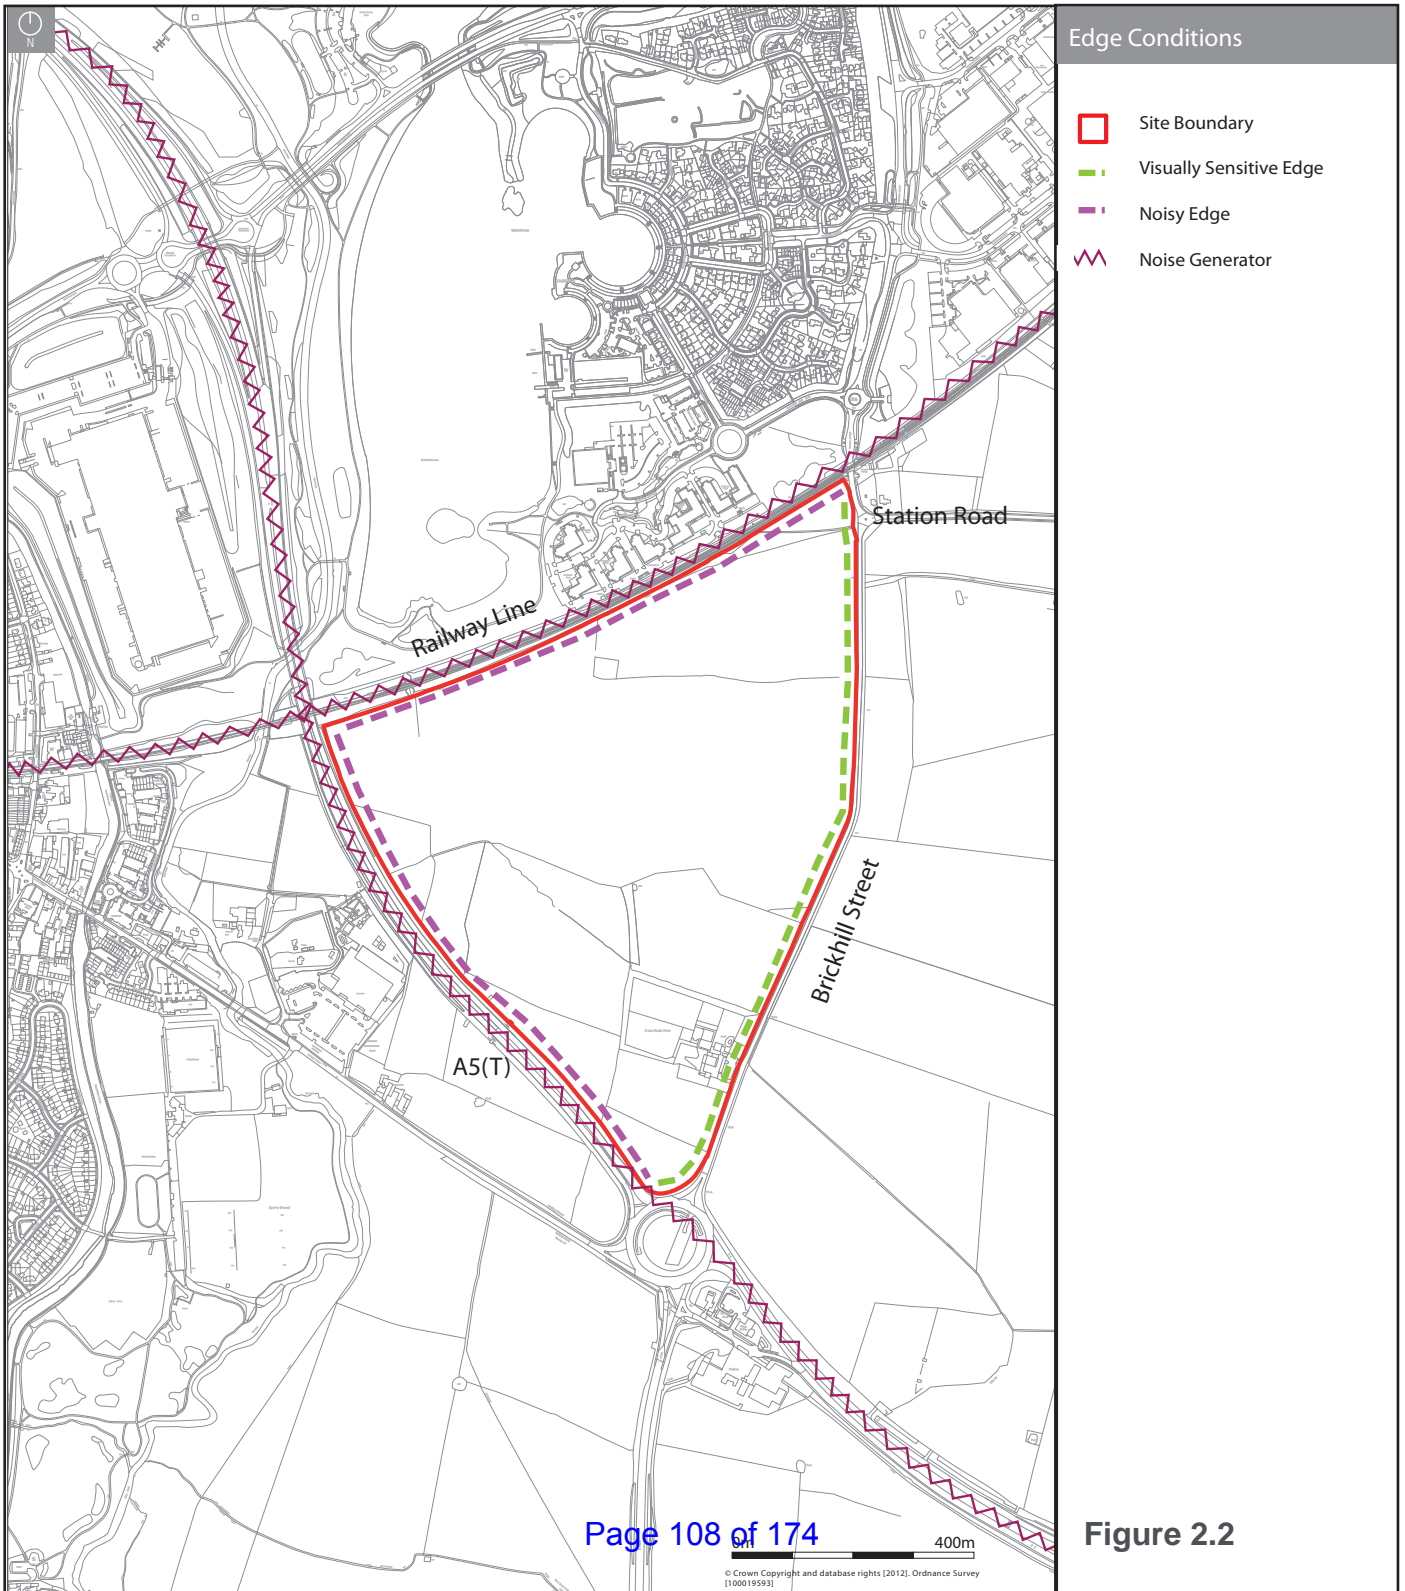 N
Edge Conditions
Site Boundary
Visually Sensitive Edge
Noisy Edge
Noise Generator
Station Road
Railway Line
Brickhill Street
A5(T)
Page 108 of 174
0m 400m
© Crown Copyright and database rights [2012]. Ordnance Survey
[100019593]
Figure 2.2